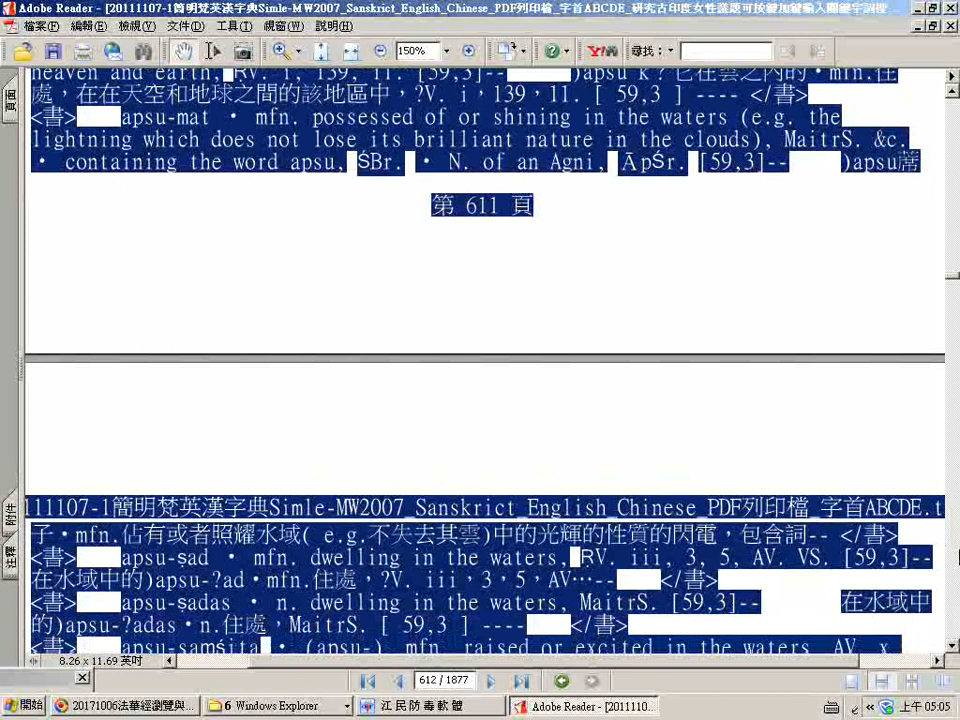 Adobe Reader - [20111107-1簡明梵英漢字典Simle-MW2007_Sanskrict_English_Chinese_PDF列印檔_字首ABCDE_研究古印度女性議題可按鍵加鍵輸入關鍵字詞搜
檔案(F) 編輯(E) 檢視(V) 文件(D) 工具(T) 視窗(W) 說明(H)
150% 尋找:
頁面
heaven and earth, RV. i, 139, 11. [59,3]-- )apsu k?它在雲之內的‧mfn.住
處,在在天空和地球之間的該地區中,?V. i,139,11. [ 59,3 ] ---- </書>
<書> apsu-mat ‧ mfn. possessed of or shining in the waters (e.g. the
lightning which does not lose its brilliant nature in the clouds), MaitrS. &c.
‧ containing the word apsu, ŚBr. ‧ N. of an Agni, ĀpŚr. [59,3]-- )apsu蓆
第 611 頁
111107-1簡明梵英漢字典Simle-MW2007_Sanskrict_English_Chinese_PDF列印檔_字首ABCDE.t
子‧mfn.佔有或者照耀水域( e.g.不失去其雲)中的光輝的性質的閃電,包含詞-- </書>
<書> apsu-ṣad ‧ mfn. dwelling in the waters, RV. iii, 3, 5, AV. VS. [59,3]--
在水域中的)apsu-?ad‧mfn.住處,?V. iii,3,5,AV…-- </書>
<書> apsu-ṣadas ‧ n. dwelling in the waters, MaitrS. [59,3]-- 在水域中
的)apsu-?adas‧n.住處,MaitrS. [ 59,3 ] ---- </書>
<書> apsu-saṃśita ‧ (apsu-) mfn. raised or excited in the waters, AV. x,
附件
注釋
8.26 x 11.69 英吋
612 / 1877
開始 20171006法華經瀏覽與... 6 Windows Explorer 江民防毒軟體 Adobe Reader - [2011110... 上午 05:05